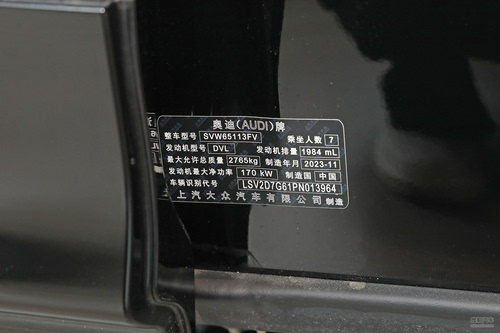 奥迪(AUDI)牌
整车型号 SVW65113FV 乘坐人数 7
发动机型号 DVL 发动机排量 1984 mL
最大允许总质量 2765kg 制造年月 2023-11
发动机最大净功率 170 kW 制造国 中国
车辆识别代号 LSV2D7G61PN013964
上汽大众汽车有限公司 制造